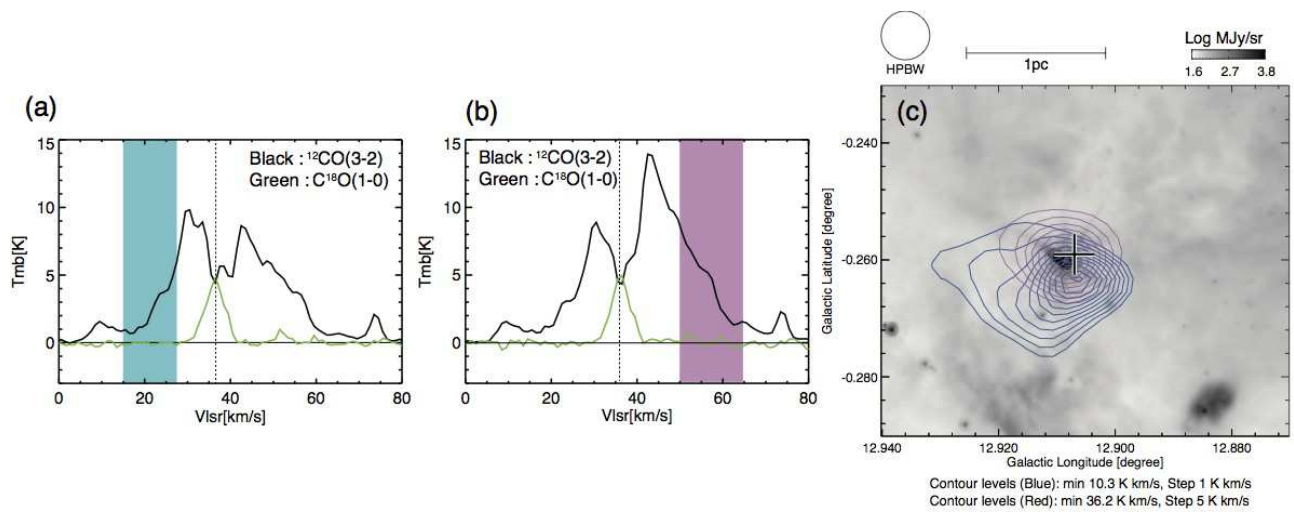 (a)
15
10
5
0
Tmb[K]
Black : ¹²CO(3-2)
Green : C¹⁸O(1-0)
0 20 40 60 80
Vlsr[km/s]
(b)
15
10
5
0
Tmb[K]
Black : ¹²CO(3-2)
Green : C¹⁸O(1-0)
0 20 40 60 80
Vlsr[km/s]
HPBW
1pc
Log MJy/sr
1.6 2.7 3.8
(c)
-0.240
-0.260
-0.280
Galactic Latitude [degree]
12.940 12.920 12.900 12.880
Galactic Longitude [degree]
Contour levels (Blue): min 10.3 K km/s, Step 1 K km/s
Contour levels (Red): min 36.2 K km/s, Step 5 K km/s